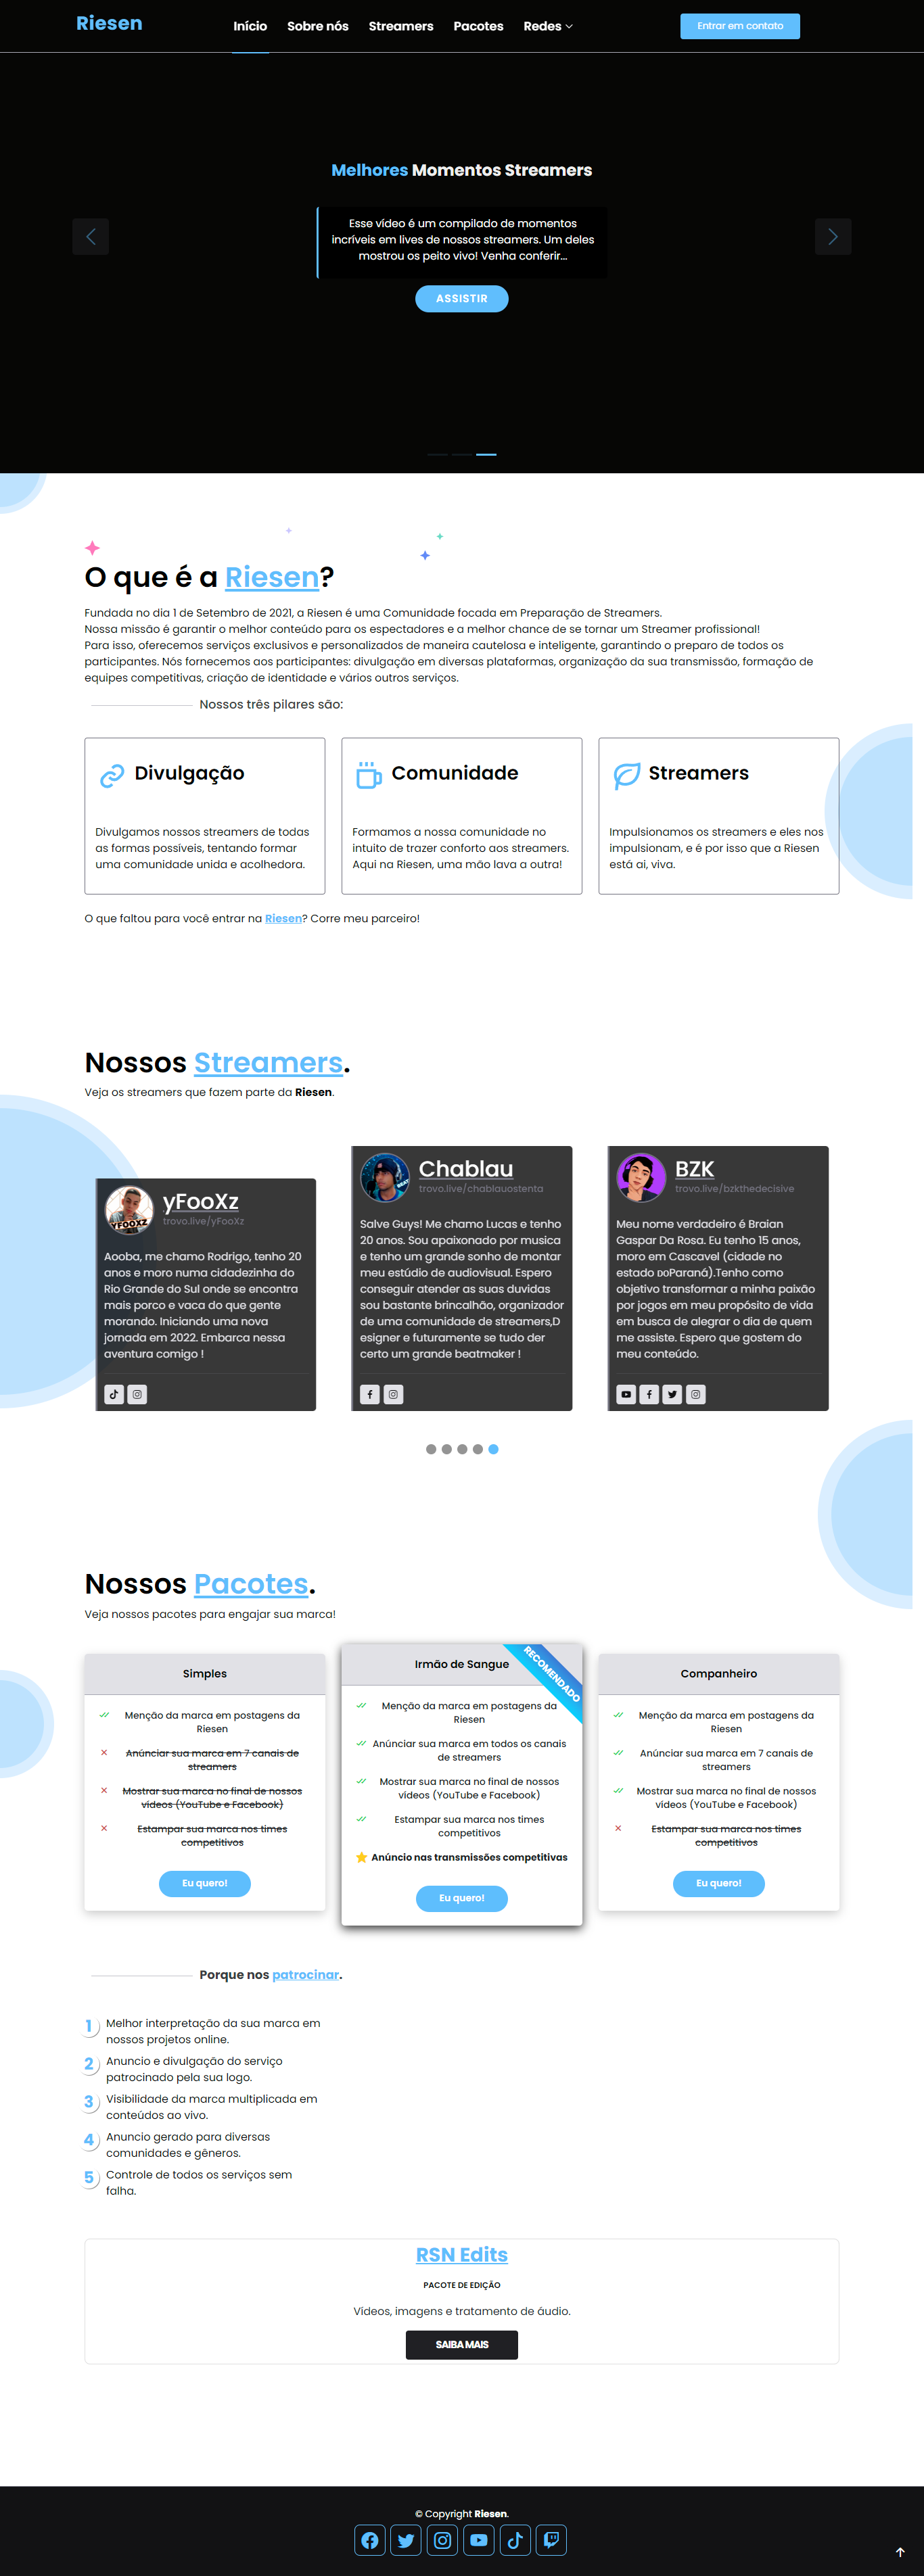 Riesen
Início
Sobre nós
Streamers
Pacotes
Redes
Entrar em contato
Melhores Momentos Streamers
Esse vídeo é um compilado de momentos
incríveis em lives de nossos streamers. Um deles
mostrou os peito vivo! Venha conferir...
ASSISTIR
O que é a Riesen?
Fundada no dia 1 de Setembro de 2021, a Riesen é uma Comunidade focada em Preparação de Streamers.
Nossa missão é garantir o melhor conteúdo para os espectadores e a melhor chance de se tornar um Streamer profissional!
Para isso, oferecemos serviços exclusivos e personalizados de maneira cautelosa e inteligente, garantindo o preparo de todos os
participantes. Nós fornecemos aos participantes: divulgação em diversas plataformas, organização da sua transmissão, formação de
equipes competitivas, criação de identidade e vários outros serviços.
Nossos três pilares são:
Divulgação
Divulgamos nossos streamers de todas
as formas possíveis, tentando formar
uma comunidade unida e acolhedora.
Comunidade
Formamos a nossa comunidade no
intuito de trazer conforto aos streamers.
Aqui na Riesen, uma mão lava a outra!
Streamers
Impulsionamos os streamers e eles nos
impulsionam, e é por isso que a Riesen
está ai, viva.
O que faltou para você entrar na Riesen? Corre meu parceiro!
Nossos Streamers.
Veja os streamers que fazem parte da Riesen.
YFOOXZ
yFooXz
trovo.live/yFooXz
Aooba, me chamo Rodrigo, tenho 20
anos e moro numa cidadezinha do
Rio Grande do Sul onde se encontra
mais porco e vaca do que gente
morando. Iniciando uma nova
jornada em 2022. Embarca nessa
aventura comigo !
Chablau
trovo.live/chablauostenta
Salve Guys! Me chamo Lucas e tenho
20 anos. Sou apaixonado por musica
e tenho um grande sonho de montar
meu estúdio de audiovisual. Espero
conseguir atender as suas duvidas
sou bastante brincalhão, organizador
de uma comunidade de streamers,D
esigner e futuramente se tudo der
certo um grande beatmaker !
BZK
trovo.live/bzkthedecisive
Meu nome verdadeiro é Braian
Gaspar Da Rosa. Eu tenho 15 anos,
moro em Cascavel (cidade no
estado ᴅᴏParaná).Tenho como
objetivo transformar a minha paixão
por jogos em meu propósito de vida
em busca de alegrar o dia de quem
me assiste. Espero que gostem do
meu conteúdo.
Nossos Pacotes.
Veja nossos pacotes para engajar sua marca!
Simples
Menção da marca em postagens da
Riesen
Anúnciar sua marca em 7 canais de
streamers
Mostrar sua marca no final de nossos
vídeos (YouTube e Facebook)
Estampar sua marca nos times
competitivos
Eu quero!
Irmão de Sangue
RECOMENDADO
Menção da marca em postagens da
Riesen
Anúnciar sua marca em todos os canais
de streamers
Mostrar sua marca no final de nossos
vídeos (YouTube e Facebook)
Estampar sua marca nos times
competitivos
Anúncio nas transmissões competitivas
Eu quero!
Companheiro
Menção da marca em postagens da
Riesen
Anúnciar sua marca em 7 canais de
streamers
Mostrar sua marca no final de nossos
vídeos (YouTube e Facebook)
Estampar sua marca nos times
competitivos
Eu quero!
Porque nos patrocinar.
1 Melhor interpretação da sua marca em
nossos projetos online.
2 Anuncio e divulgação do serviço
patrocinado pela sua logo.
3 Visibilidade da marca multiplicada em
conteúdos ao vivo.
4 Anuncio gerado para diversas
comunidades e gêneros.
5 Controle de todos os serviços sem
falha.
RSN Edits
PACOTE DE EDIÇÃO
Vídeos, imagens e tratamento de áudio.
SAIBA MAIS
© Copyright Riesen.